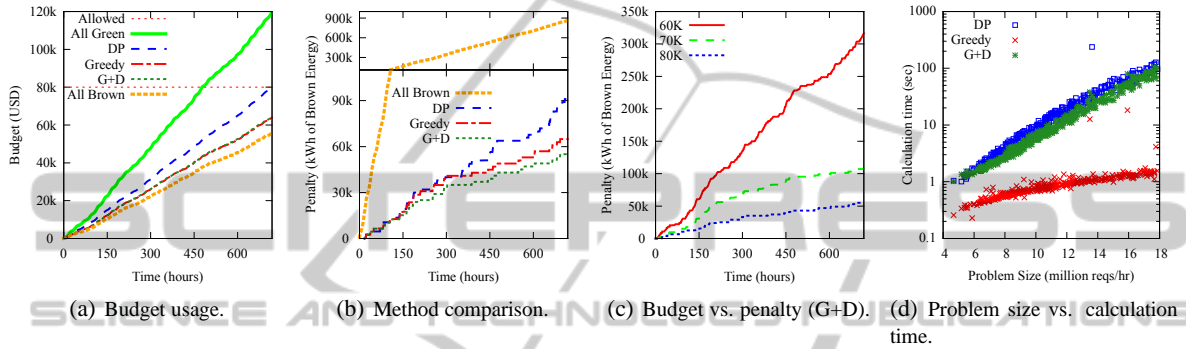 Budget (USD)
120k
100k
80k
60k
40k
20k
0
Allowed
All Green
DP
Greedy
G+D
All Brown
0 150 300 450 600
Time (hours)
(a) Budget usage.
Penalty (kWh of Brown Energy)
900k
600k
300k
90k
60k
30k
0
All Brown
DP
Greedy
G+D
0 150 300 450 600
Time (hours)
(b) Method comparison.
Penalty (kWh of Brown Energy)
350k
300k
250k
200k
150k
100k
50k
0
60K
70K
80K
0 150 300 450 600
Time (hours)
(c) Budget vs. penalty (G+D).
Calculation time (sec)
1000
100
10
1
0.1
DP
Greedy
G+D
4 6 8 10 12 14 16 18
Problem Size (million reqs/hr)
(d) Problem size vs. calculation
time.
SCITEPRESS
SCIENCE AND TECHNOLOGY PUBLICATIONS